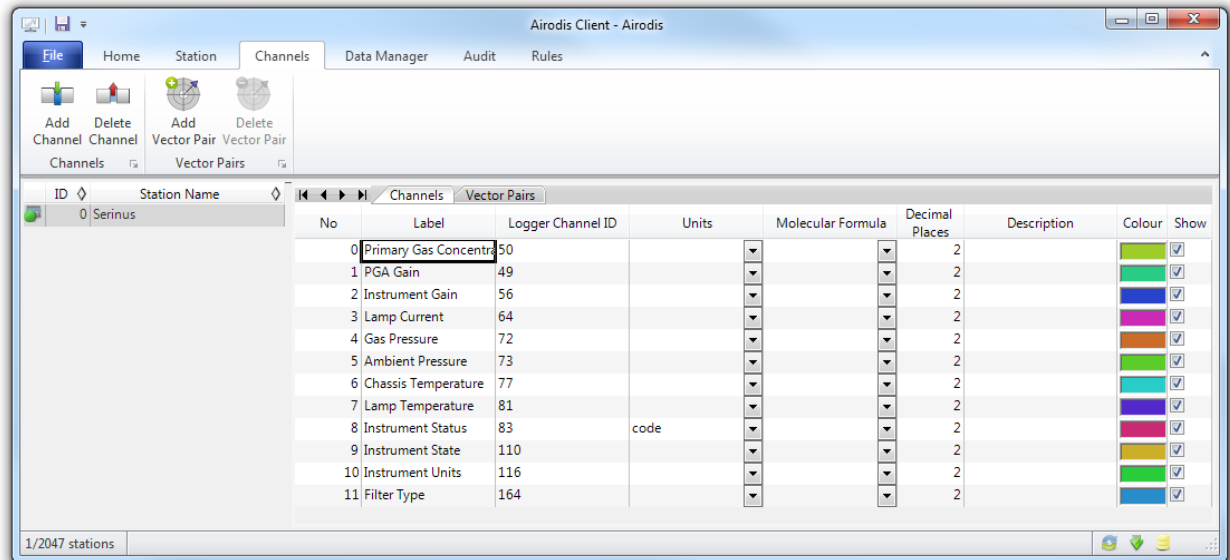 Airodis Client - Airodis
File Home Station Channels Data Manager Audit Rules
Add Channel Delete Channel Add Vector Pair Delete Vector Pair
Channels Vector Pairs
ID Station Name
0 Serinus
Channels Vector Pairs
No Label Logger Channel ID Units Molecular Formula Decimal Places Description Colour Show
0 Primary Gas Concentra 50 2
1 PGA Gain 49 2
2 Instrument Gain 56 2
3 Lamp Current 64 2
4 Gas Pressure 72 2
5 Ambient Pressure 73 2
6 Chassis Temperature 77 2
7 Lamp Temperature 81 2
8 Instrument Status 83 code 2
9 Instrument State 110 2
10 Instrument Units 116 2
11 Filter Type 164 2
1/2047 stations